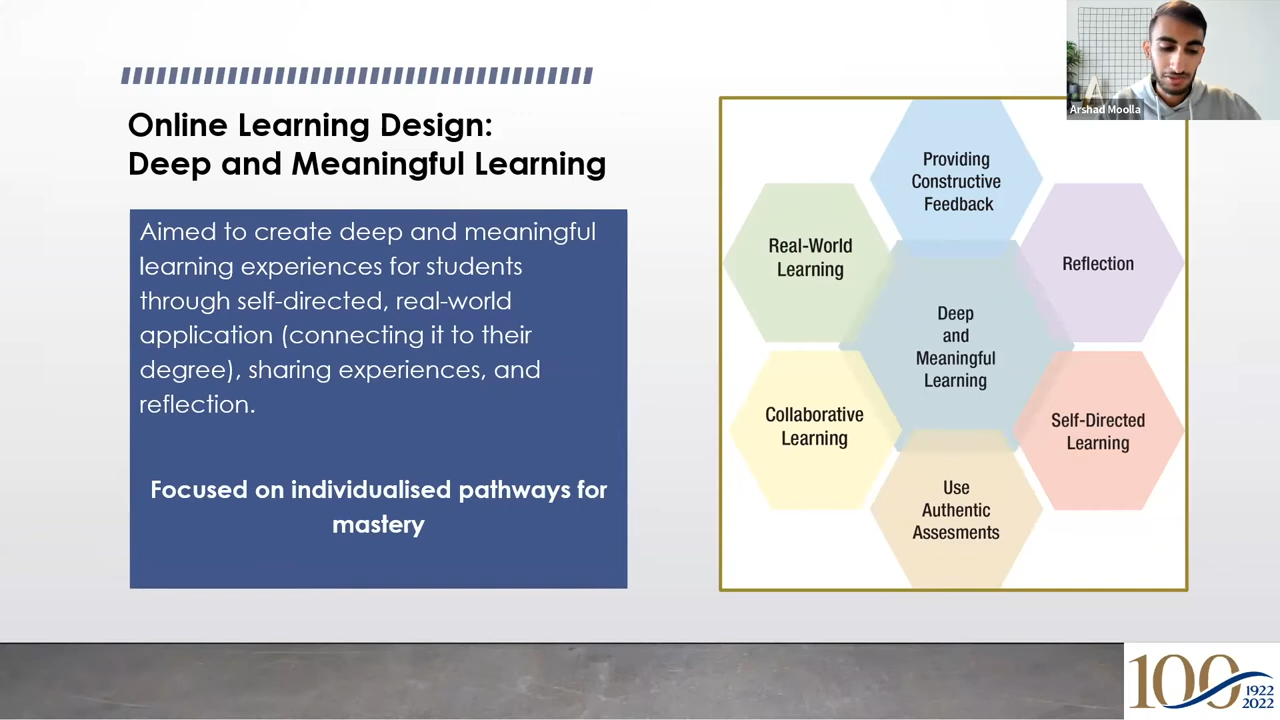 Online Learning Design:
Deep and Meaningful Learning
Aimed to create deep and meaningful
learning experiences for students
through self-directed, real-world
application (connecting it to their
degree), sharing experiences, and
reflection.
Focused on individualised pathways for
mastery
Providing
Constructive
Feedback
Real-World
Learning
Reflection
Deep
and
Meaningful
Learning
Collaborative
Learning
Self-Directed
Learning
Use
Authentic
Assesments
Arshad Moolla
100
1922
2022